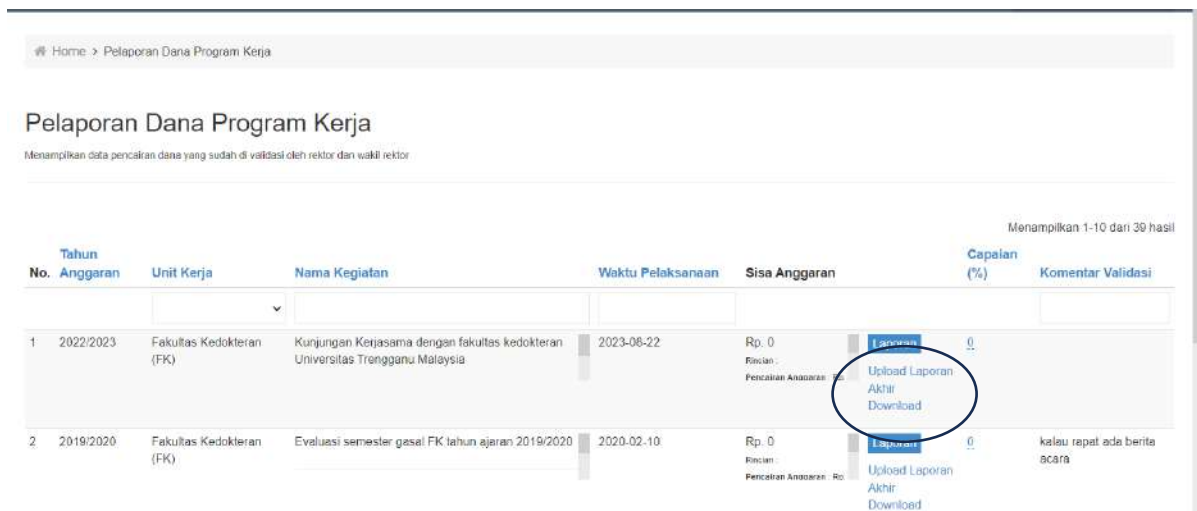 Home > Pelaporan Dana Program Kerja
Pelaporan Dana Program Kerja
Menampilkan data pencairan dana yang sudah di validasi oleh rektor dan wakil rektor
Menampilkan 1-10 dari 39 hasil
No. Tahun Anggaran Unit Kerja Nama Kegiatan Waktu Pelaksanaan Sisa Anggaran Capaian (%) Komentar Validasi
1 2022/2023 Fakultas Kedokteran Kunjungan Kerjasama dengan fakultas kedokteran 2023-08-22 Rp. 0 Laporan 0
(FK) Universitas Trengganu Malaysia Rincian : Upload Laporan
Pencairan Anggaran : Rp. Akhir
Download
2 2019/2020 Fakultas Kedokteran Evaluasi semester gasal FK tahun ajaran 2019/2020 2020-02-10 Rp. 0 Laporan 0 kalau rapat ada berita
(FK) Rincian : acara
Pencairan Anggaran : Rp. Upload Laporan
Akhir
Download